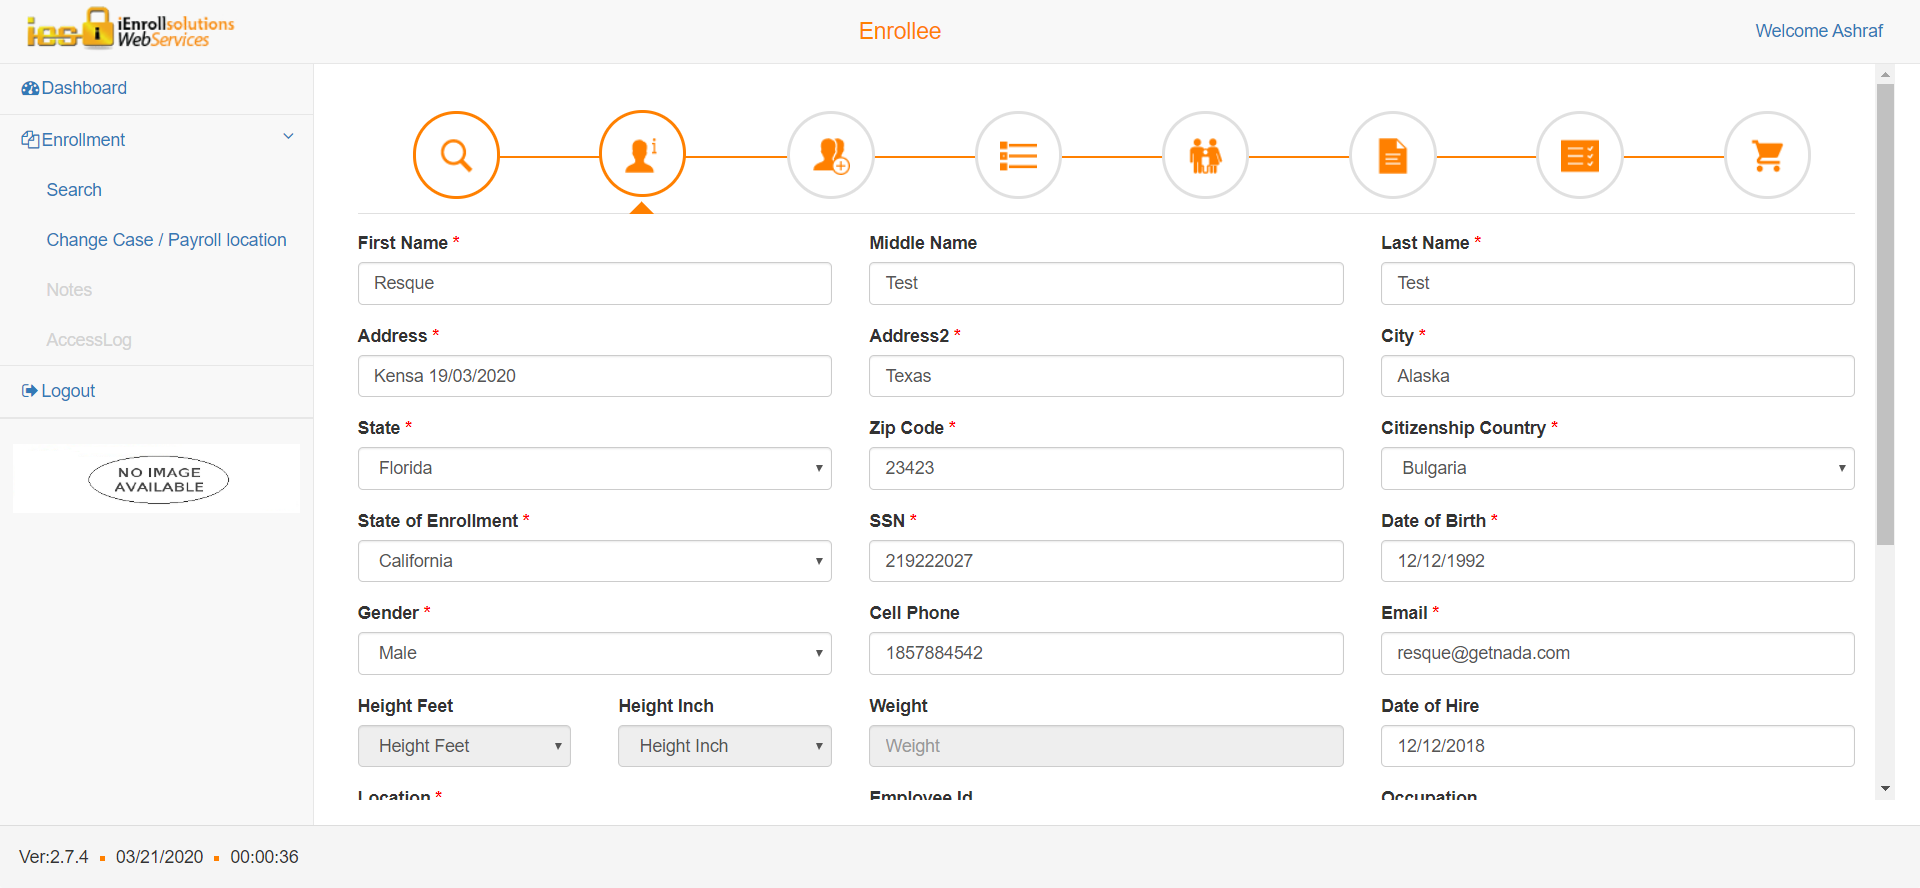 ies iEnrollsolutions WebServices
Enrollee
Welcome Ashraf
Dashboard
Enrollment
Search
Change Case / Payroll location
Notes
AccessLog
Logout
NO IMAGE
AVAILABLE
First Name * Middle Name Last Name *
Resque Test Test
Address * Address2 * City *
Kensa 19/03/2020 Texas Alaska
State * Zip Code * Citizenship Country *
Florida 23423 Bulgaria
State of Enrollment * SSN * Date of Birth *
California 219222027 12/12/1992
Gender * Cell Phone Email *
Male 1857884542 resque@getnada.com
Height Feet Height Inch Weight Date of Hire
Height Feet Height Inch Weight 12/12/2018
Location * Employee Id Occupation
Ver:2.7.4 03/21/2020 00:00:36